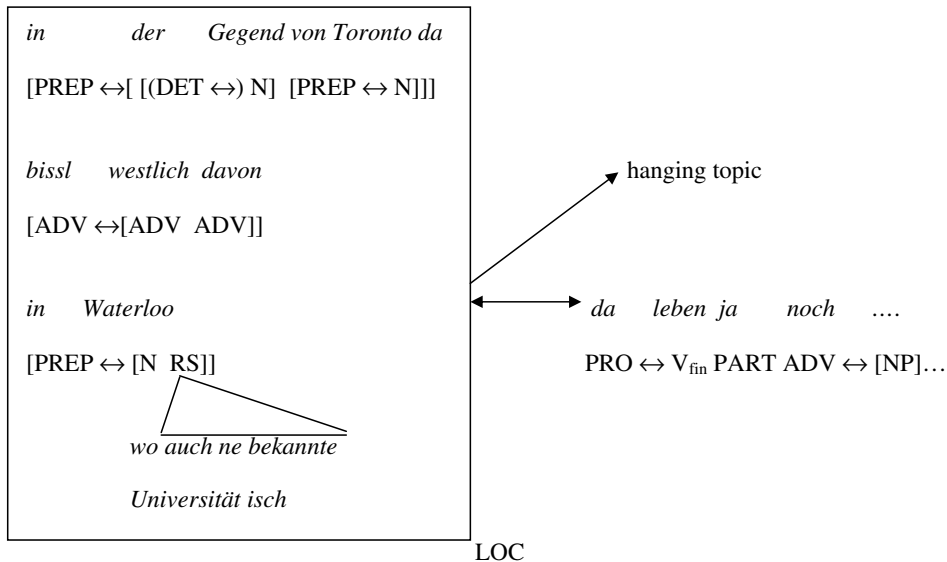 in der Gegend von Toronto da
[PREP ↔[ [(DET ↔) N] [PREP ↔ N]]]
bissl westlich davon
[ADV ↔[ADV ADV]]
in Waterloo
[PREP ↔ [N RS]]
wo auch ne bekannte
Universität isch
LOC
hanging topic
da leben ja noch ….
PRO ↔ Vfin PART ADV ↔ [NP]…